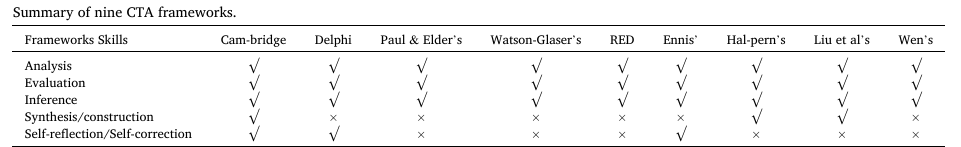 Summary of nine CTA frameworks.
Frameworks Skills Cam-bridge Delphi Paul & Elder's Watson-Glaser's RED Ennis' Hal-pern's Liu et al's Wen's
Analysis √ √ √ √ √ √ √ √ √
Evaluation √ √ √ √ √ √ √ √ √
Inference √ √ √ √ √ √ √ √ √
Synthesis/construction √ × × × × × √ √ ×
Self-reflection/Self-correction √ √ × × × √ × × ×